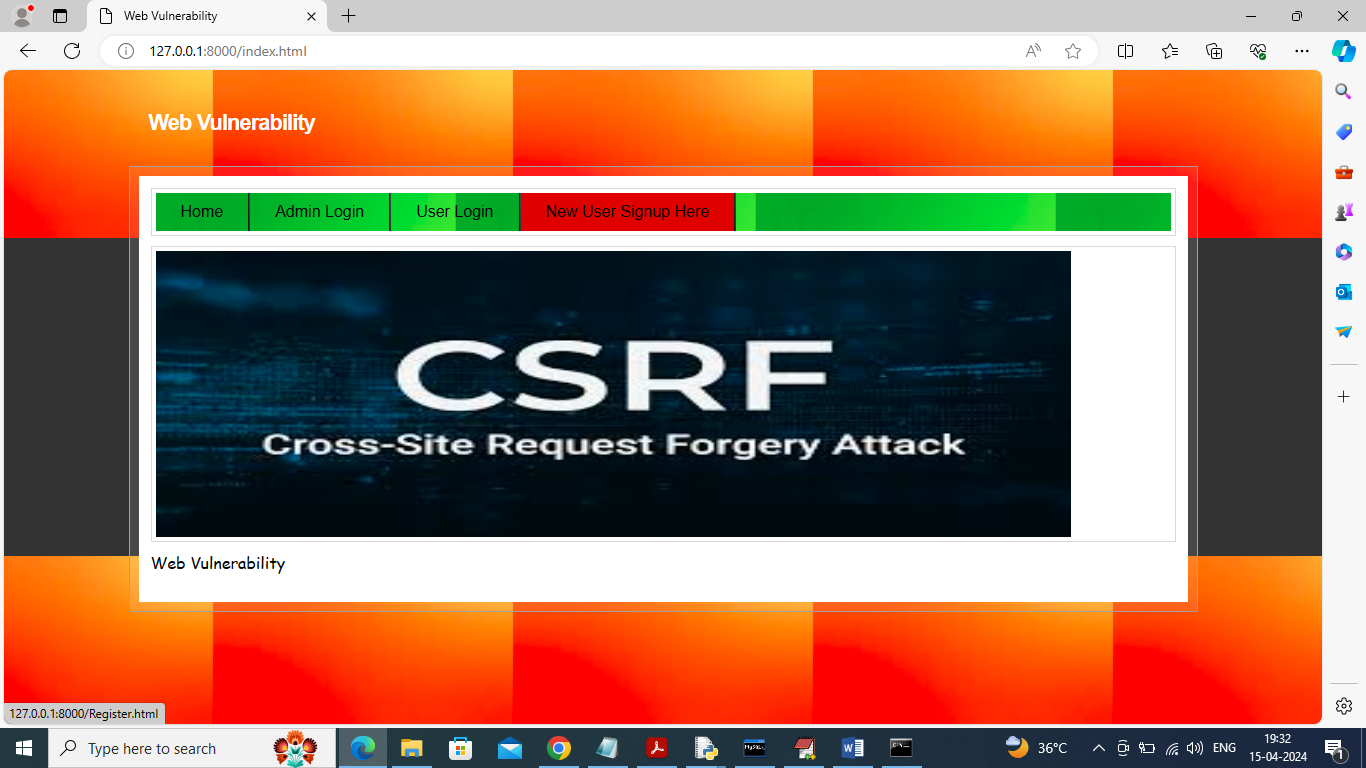 Web Vulnerability
127.0.0.1:8000/index.html
Web Vulnerability
Home Admin Login User Login New User Signup Here
CSRF
Cross-Site Request Forgery Attack
Web Vulnerability
127.0.0.1:8000/Register.html
Type here to search
36°C
ENG
19:32
15-04-2024
1